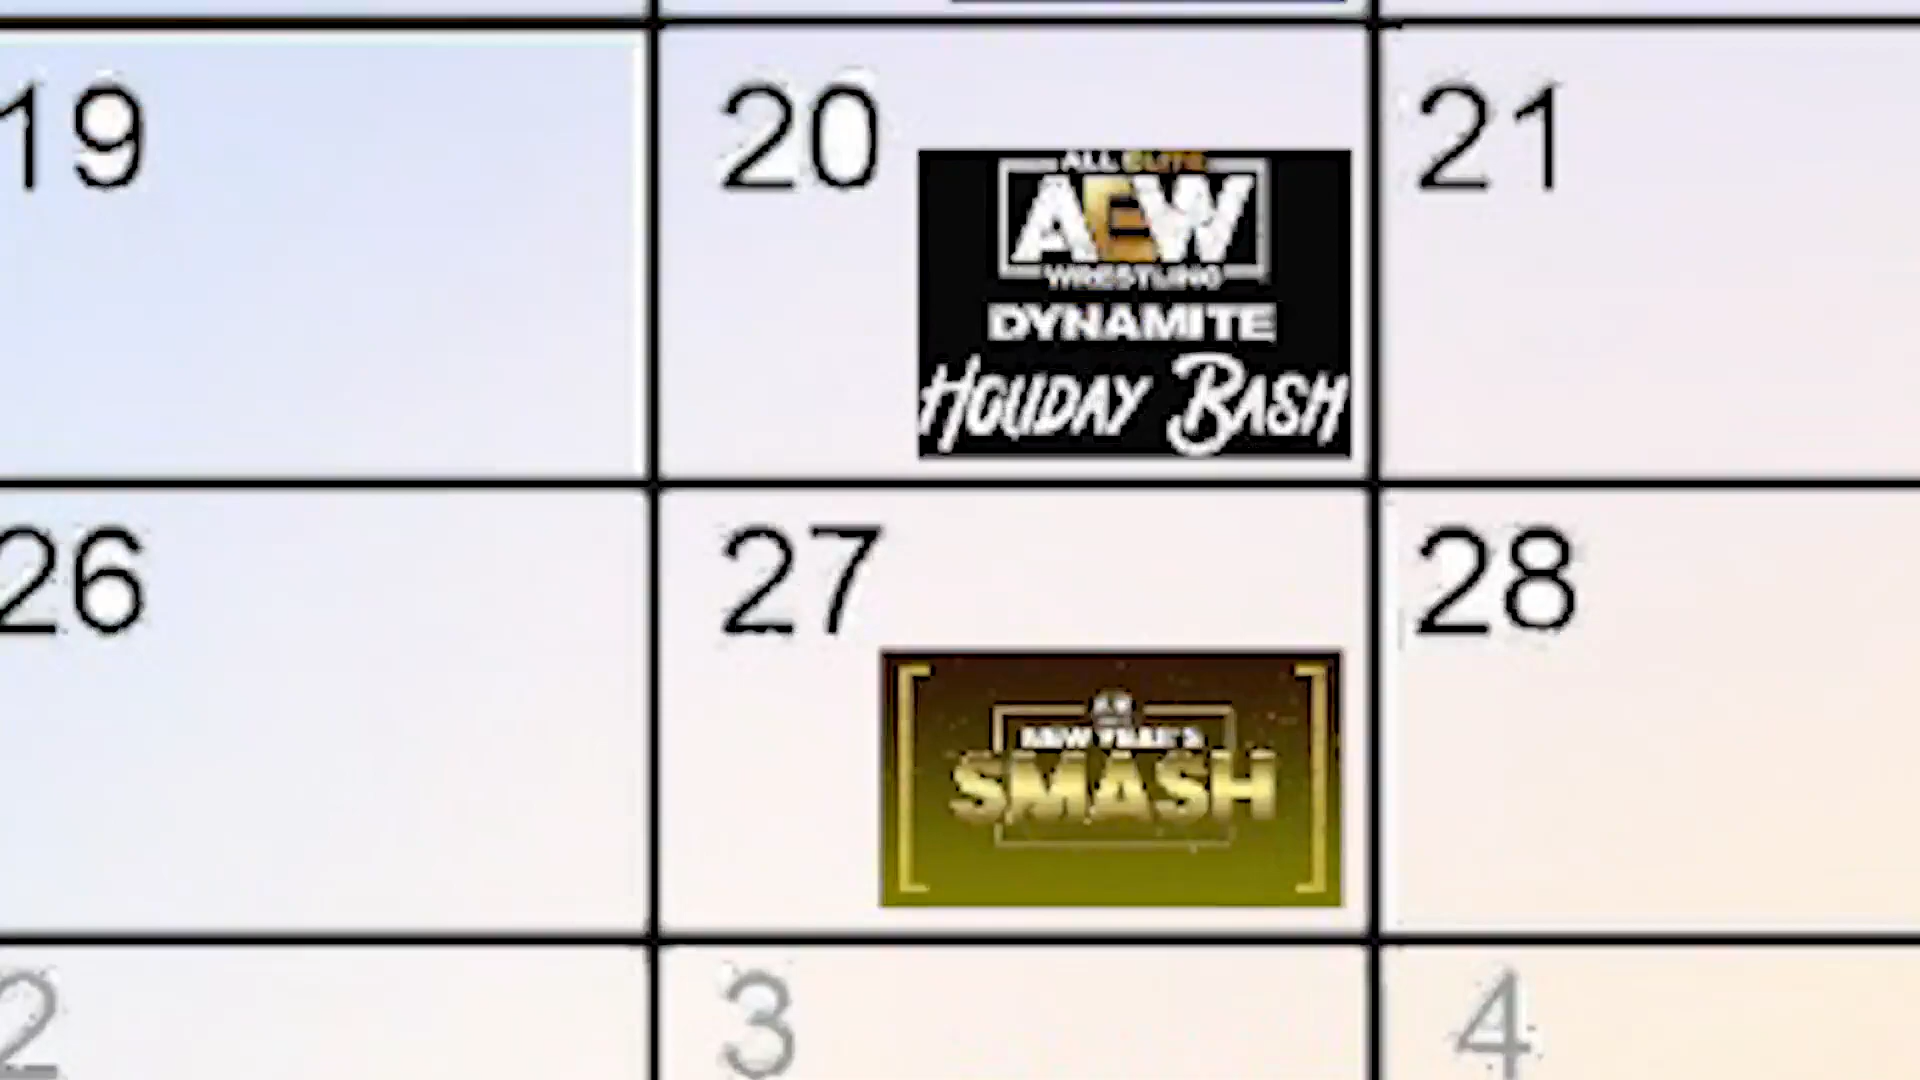 19
20
21
ALL ELITE
AEW
WRESTLING
DYNAMITE
HOLIDAY BASH
26
27
28
NEW YEAR'S
SMASH
2
3
4